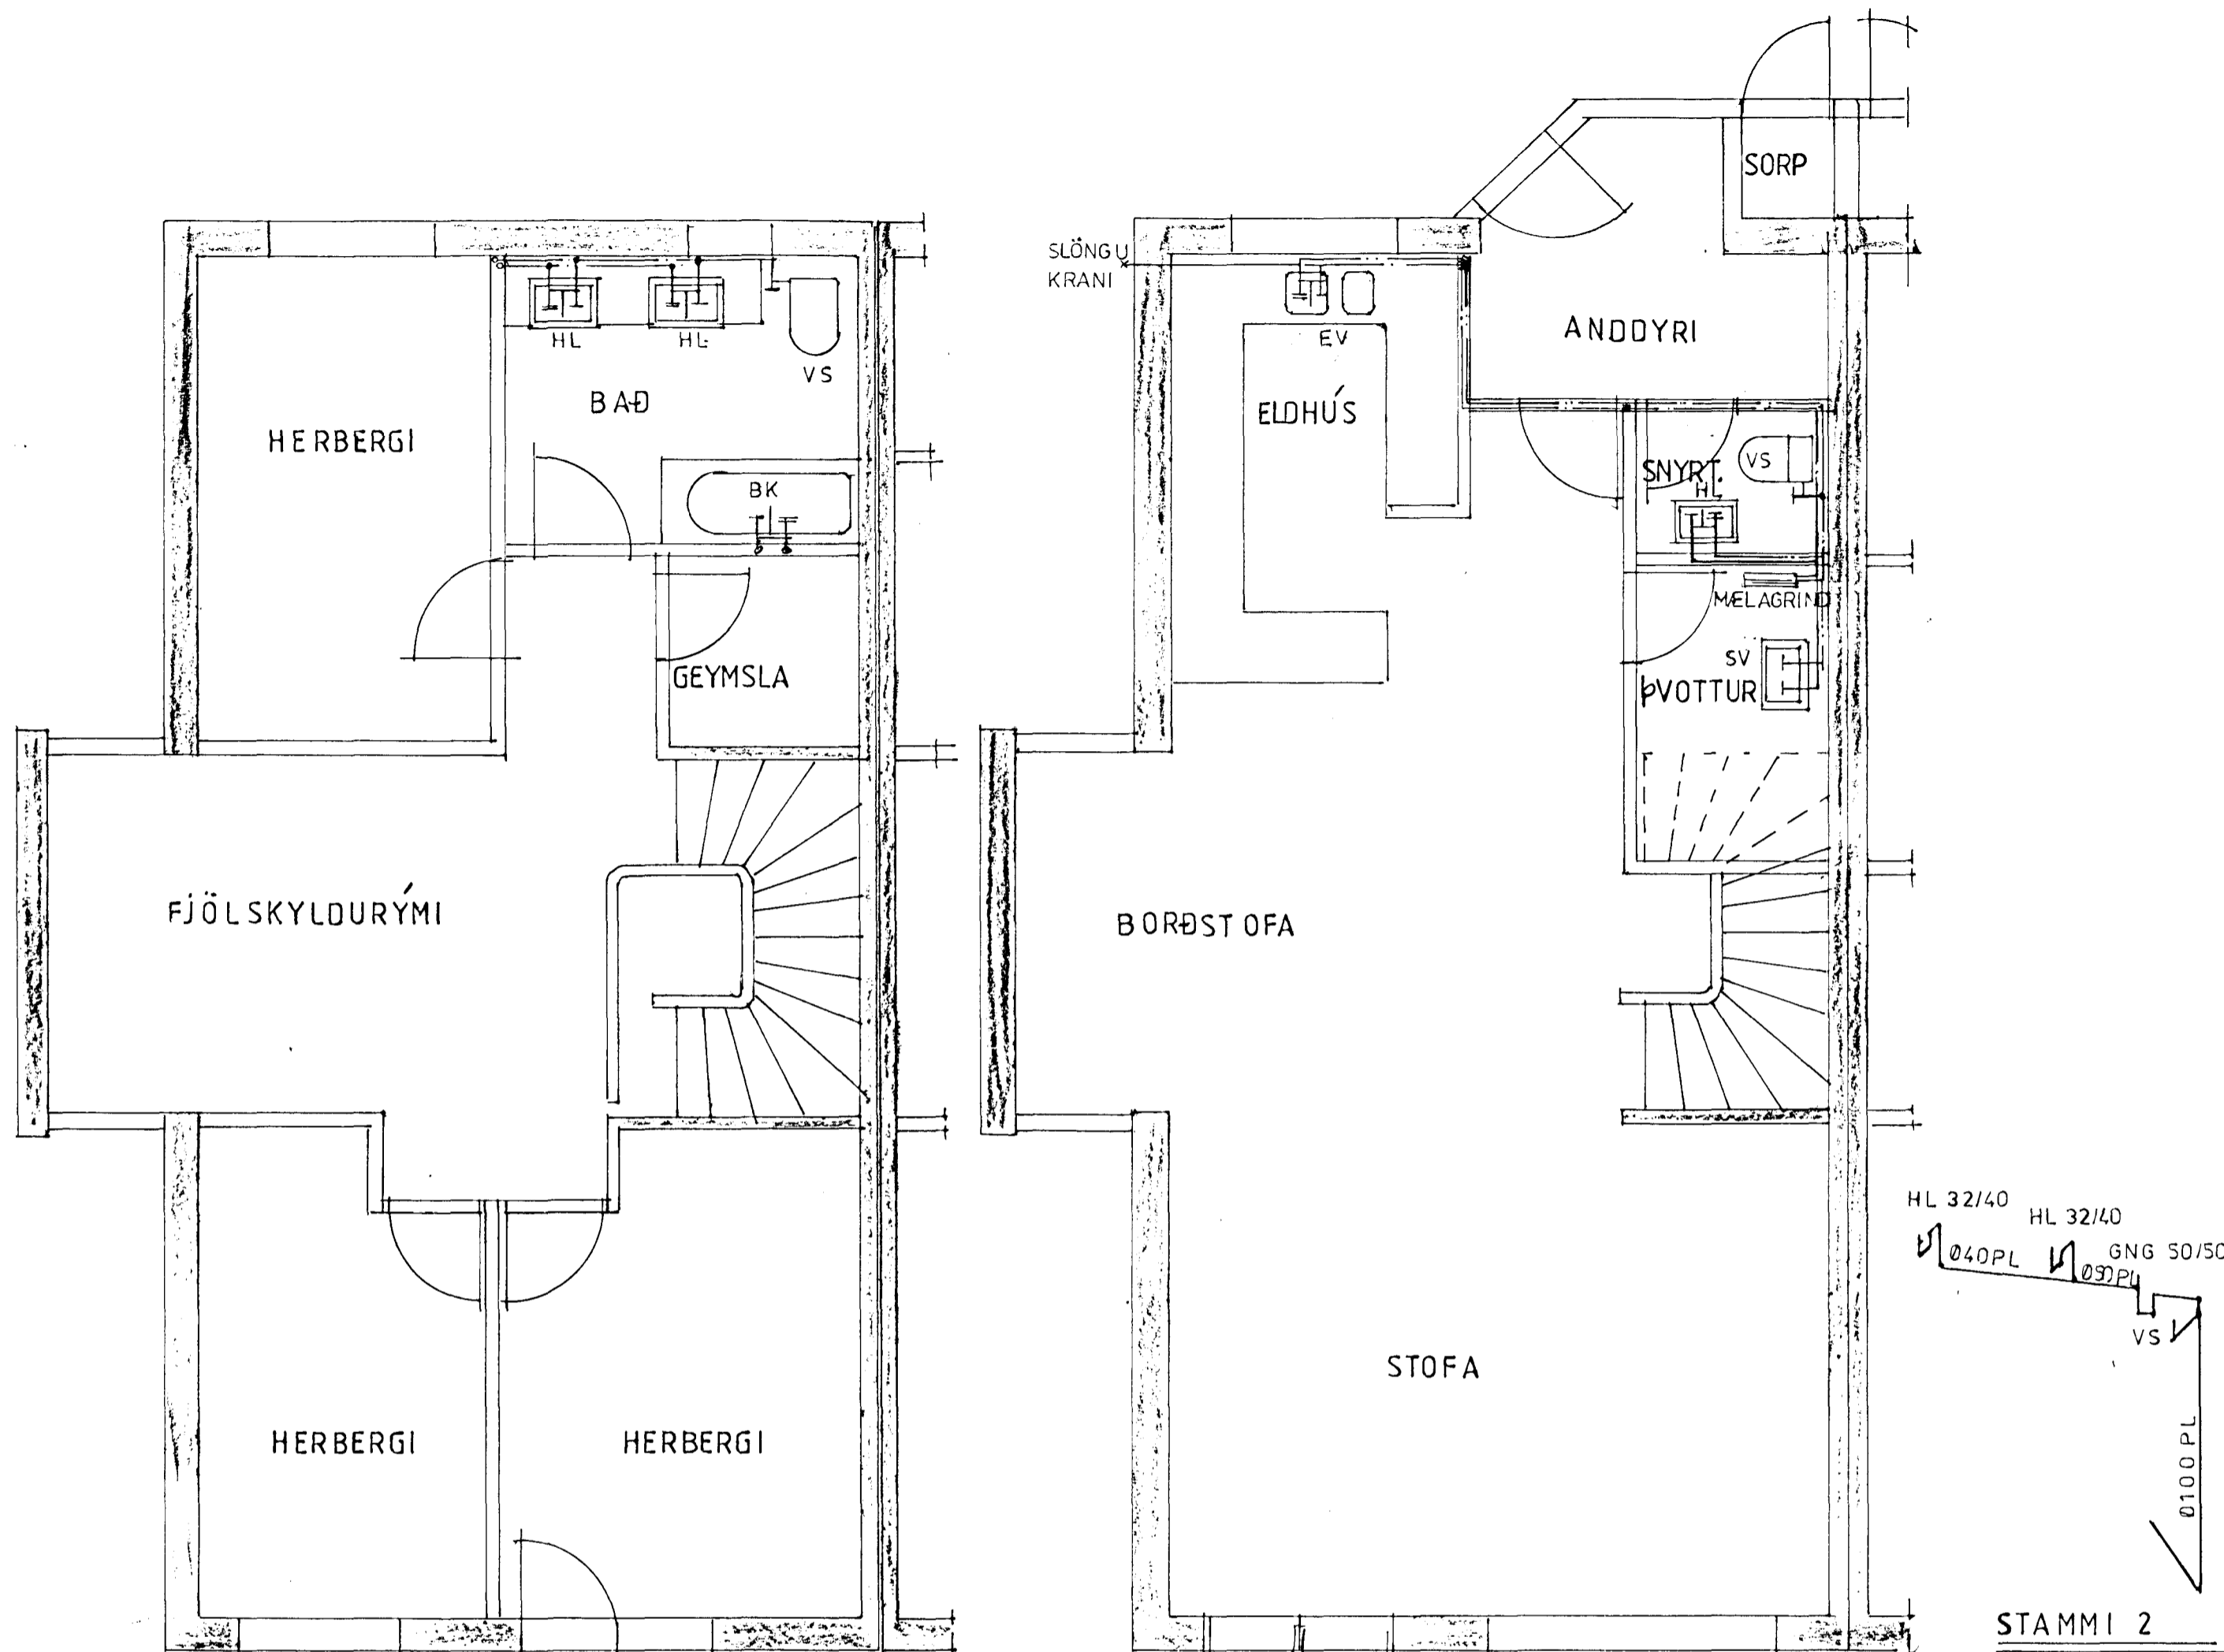 HL
HL
VS
BAÐ
HERBERGI
BK
GEYMSLA
FJÖLSKYLDURÝMI
HERBERGI
HERBERGI
SORP
SLÖNGU
KRANI
ANDDYRI
EV
ELDHÚS
VS
SNYRT.
HL
MÆLAGRIND
SV
ÞVOTTUR
BORÐSTOFA
STOFA
HL 32/40
HL 32/40
GNG 50/50
Ø40PL
Ø50PL
VS
Ø100PL
STAMMI 2